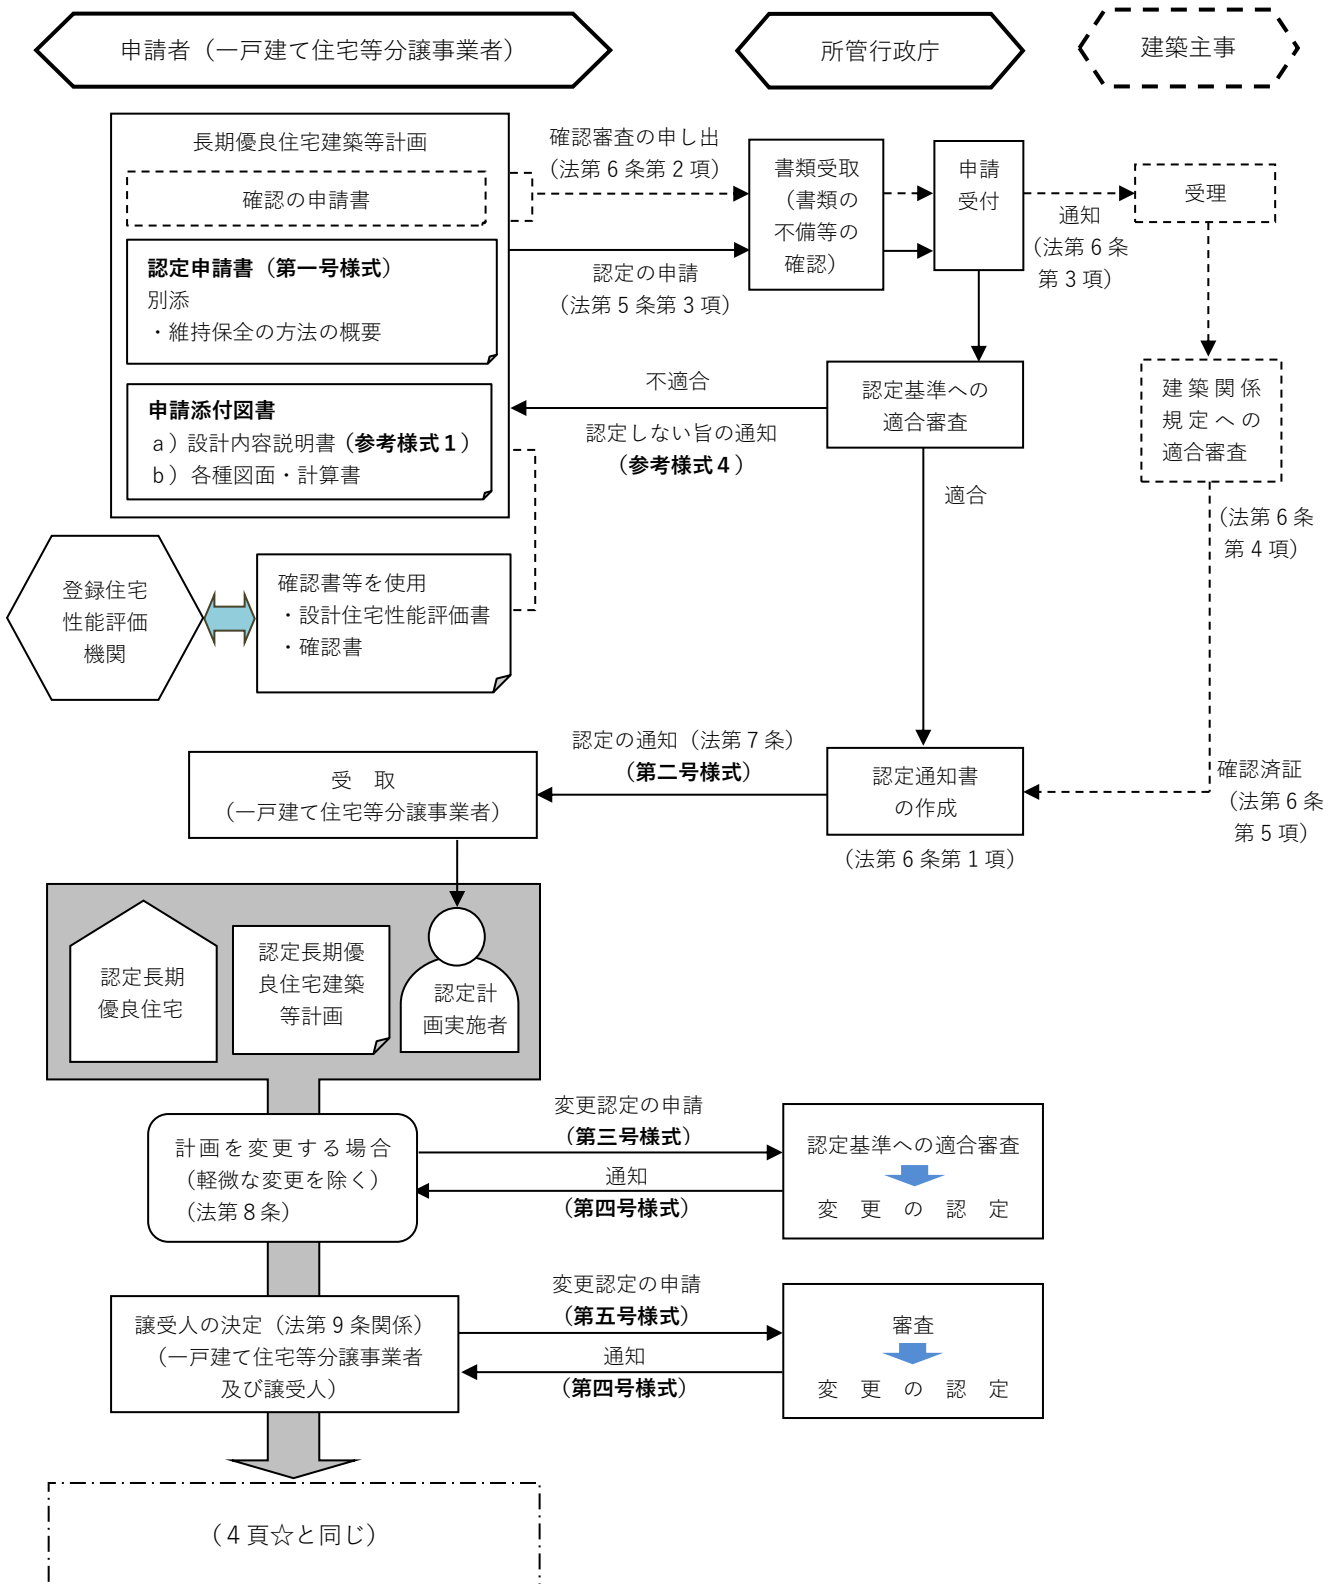 申請者（一戸建て住宅等分譲事業者）
所管行政庁
建築主事
長期優良住宅建築等計画
確認の申請書
認定申請書（第一号様式）
別添
・維持保全の方法の概要
申請添付図書
a）設計内容説明書（参考様式１）
b）各種図面・計算書
確認審査の申し出
（法第６条第２項）
認定の申請
（法第５条第３項）
書類受取
（書類の
不備等の
確認）
申請
受付
通知
（法第６条
第３項）
受理
不適合
認定しない旨の通知
（参考様式４）
認定基準への
適合審査
建築関係
規定への
適合審査
適合
（法第６条
第４項）
登録住宅
性能評価
機関
確認書等を使用
・設計住宅性能評価書
・確認書
認定の通知（法第７条）
（第二号様式）
受　取
（一戸建て住宅等分譲事業者）
認定通知書
の作成
（法第６条第１項）
確認済証
（法第６条
第５項）
認定長期
優良住宅
認定長期優
良住宅建築
等計画
認定計
画実施者
計画を変更する場合
（軽微な変更を除く）
（法第８条）
変更認定の申請
（第三号様式）
通知
（第四号様式）
認定基準への適合審査
変　更　の　認　定
譲受人の決定（法第９条関係）
（一戸建て住宅等分譲事業者
及び譲受人）
変更認定の申請
（第五号様式）
通知
（第四号様式）
審査
変　更　の　認　定
（４頁☆と同じ）